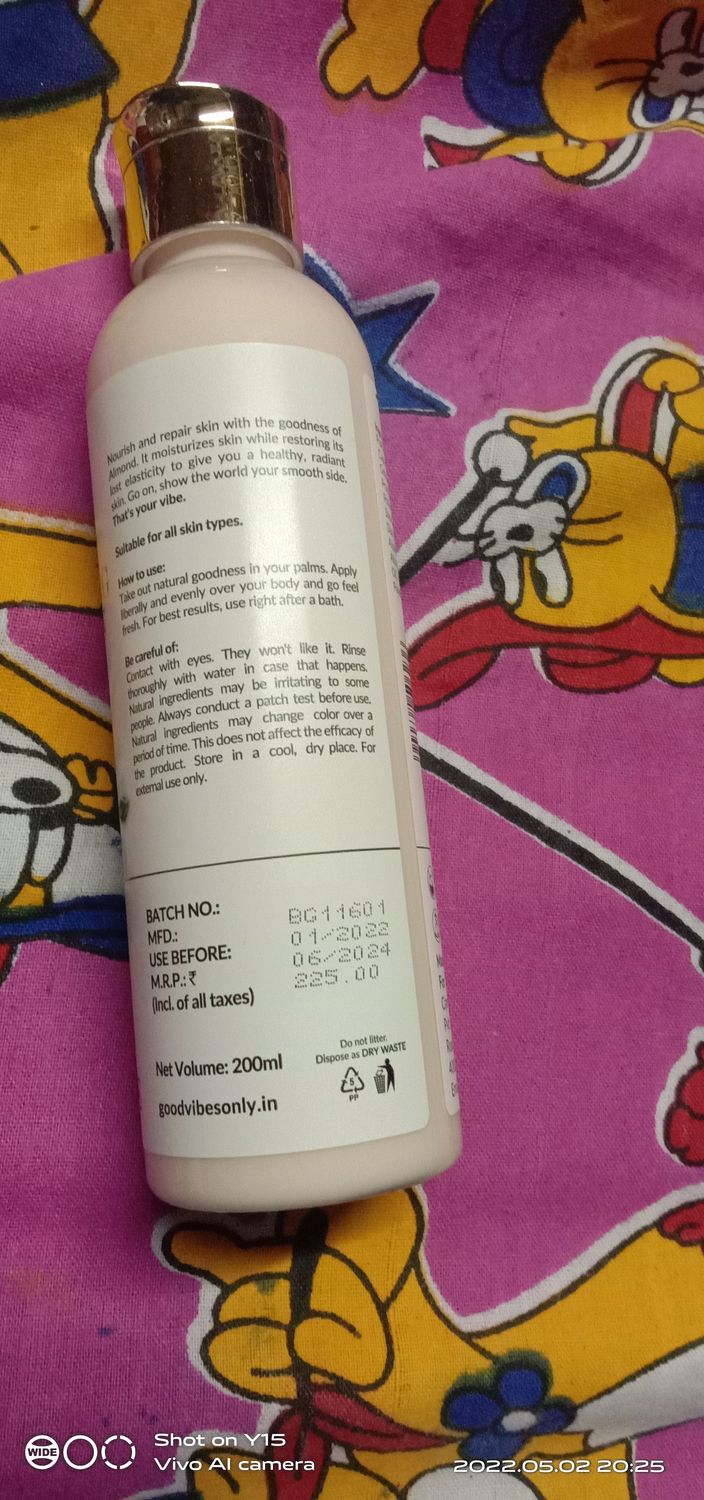 Nourish and repair skin with the goodness of
Almond. It moisturizes skin while restoring its
lost elasticity to give you a healthy, radiant
skin. Go on, show the world your smooth side.
That's your vibe.
Suitable for all skin types.
How to use:
Take out natural goodness in your palms. Apply
liberally and evenly over your body and go feel
fresh. For best results, use right after a bath.
Be careful of:
Contact with eyes. They won't like it. Rinse
thoroughly with water in case that happens.
Natural ingredients may be irritating to some
people. Always conduct a patch test before use.
Natural ingredients may change color over a
period of time. This does not affect the efficacy of
the product. Store in a cool, dry place. For
external use only.
BATCH NO.: BG11601
MFD.: 01/2022
USE BEFORE: 06/2024
M.R.P.: ₹ 225.00
(Incl. of all taxes)
Do not litter.
Dispose as DRY WASTE
Net Volume: 200ml
5
PP
goodvibesonly.in
WIDE
Shot on Y15
Vivo AI camera
2022.05.02 20:25